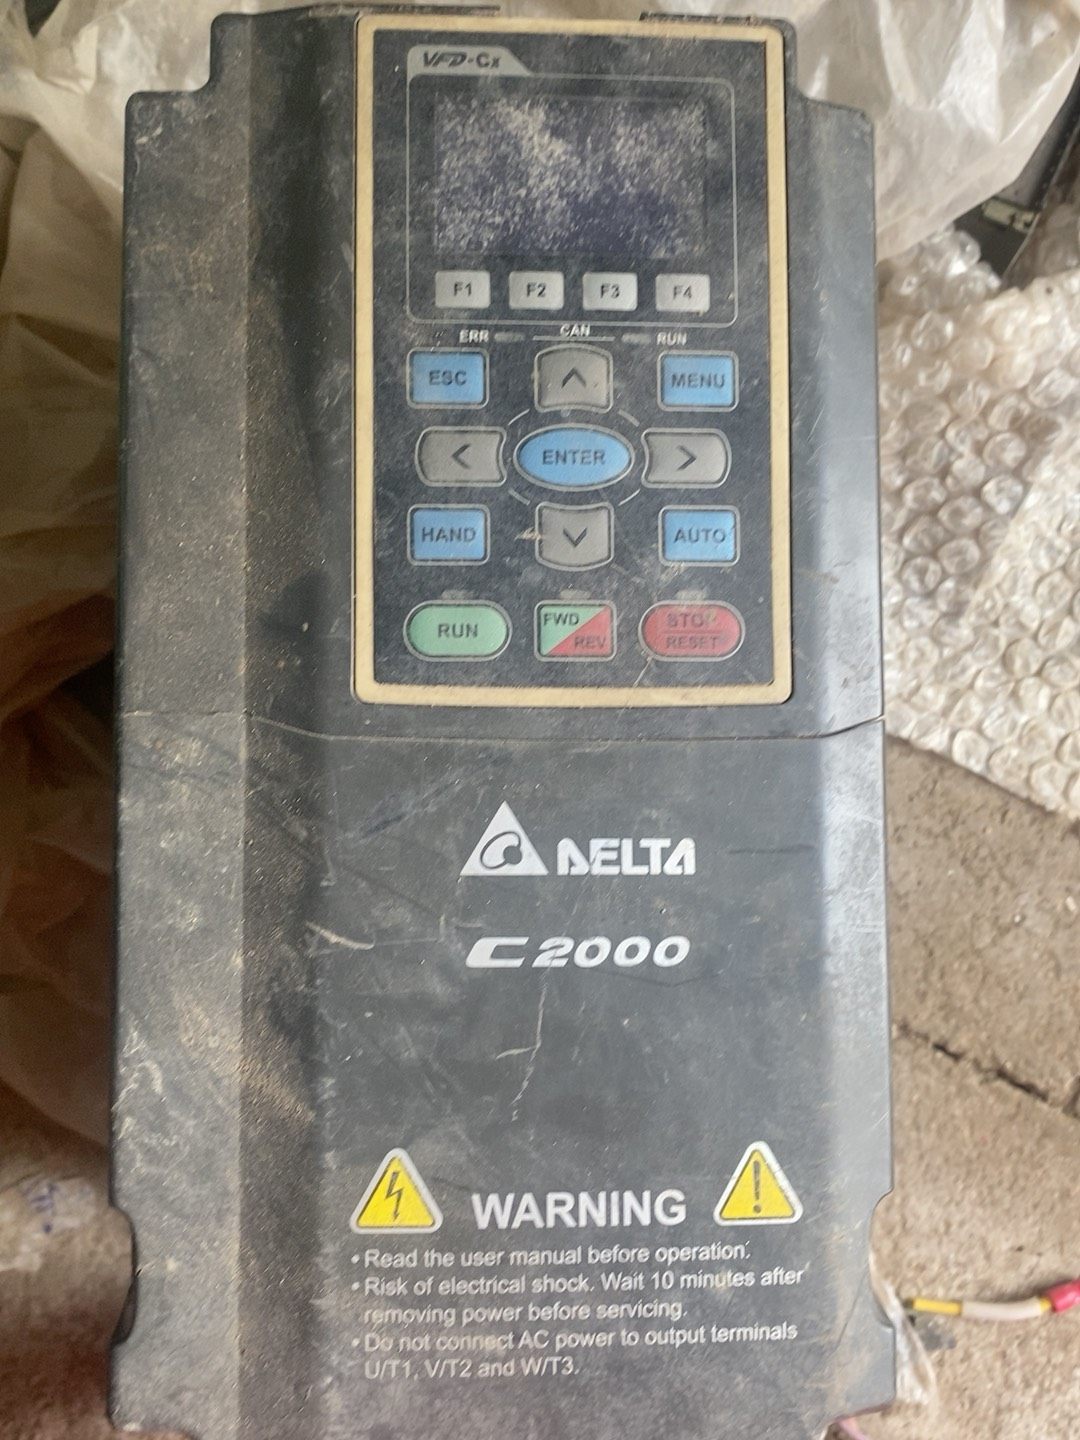 VFD-Cx
F1 F2 F3 F4
ERR CAN RUN
ESC MENU
ENTER
HAND AUTO
RUN FWD REV STOP RESET
DELTA
C2000
WARNING
• Read the user manual before operation.
• Risk of electrical shock. Wait 10 minutes after
removing power before servicing.
• Do not connect AC power to output terminals
U/T1, V/T2 and W/T3.